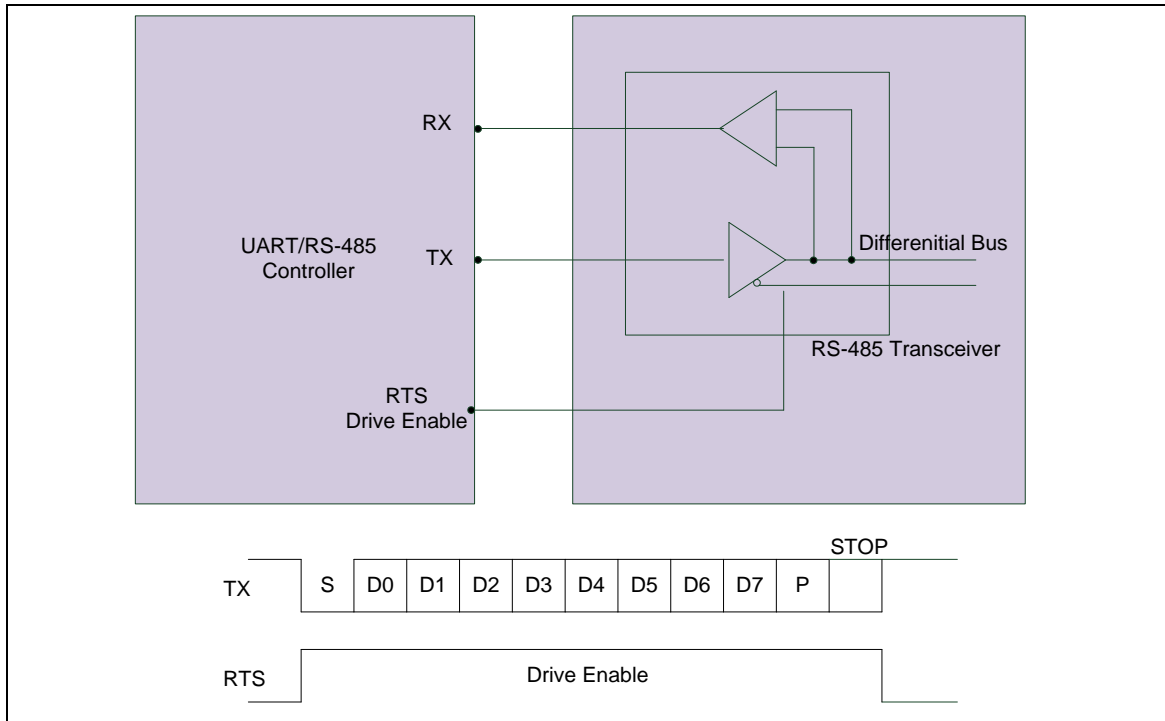 RX
UART/RS-485
Controller
TX
Differenitial Bus
RS-485 Transceiver
RTS
Drive Enable
STOP
TX
S D0 D1 D2 D3 D4 D5 D6 D7 P
RTS
Drive Enable